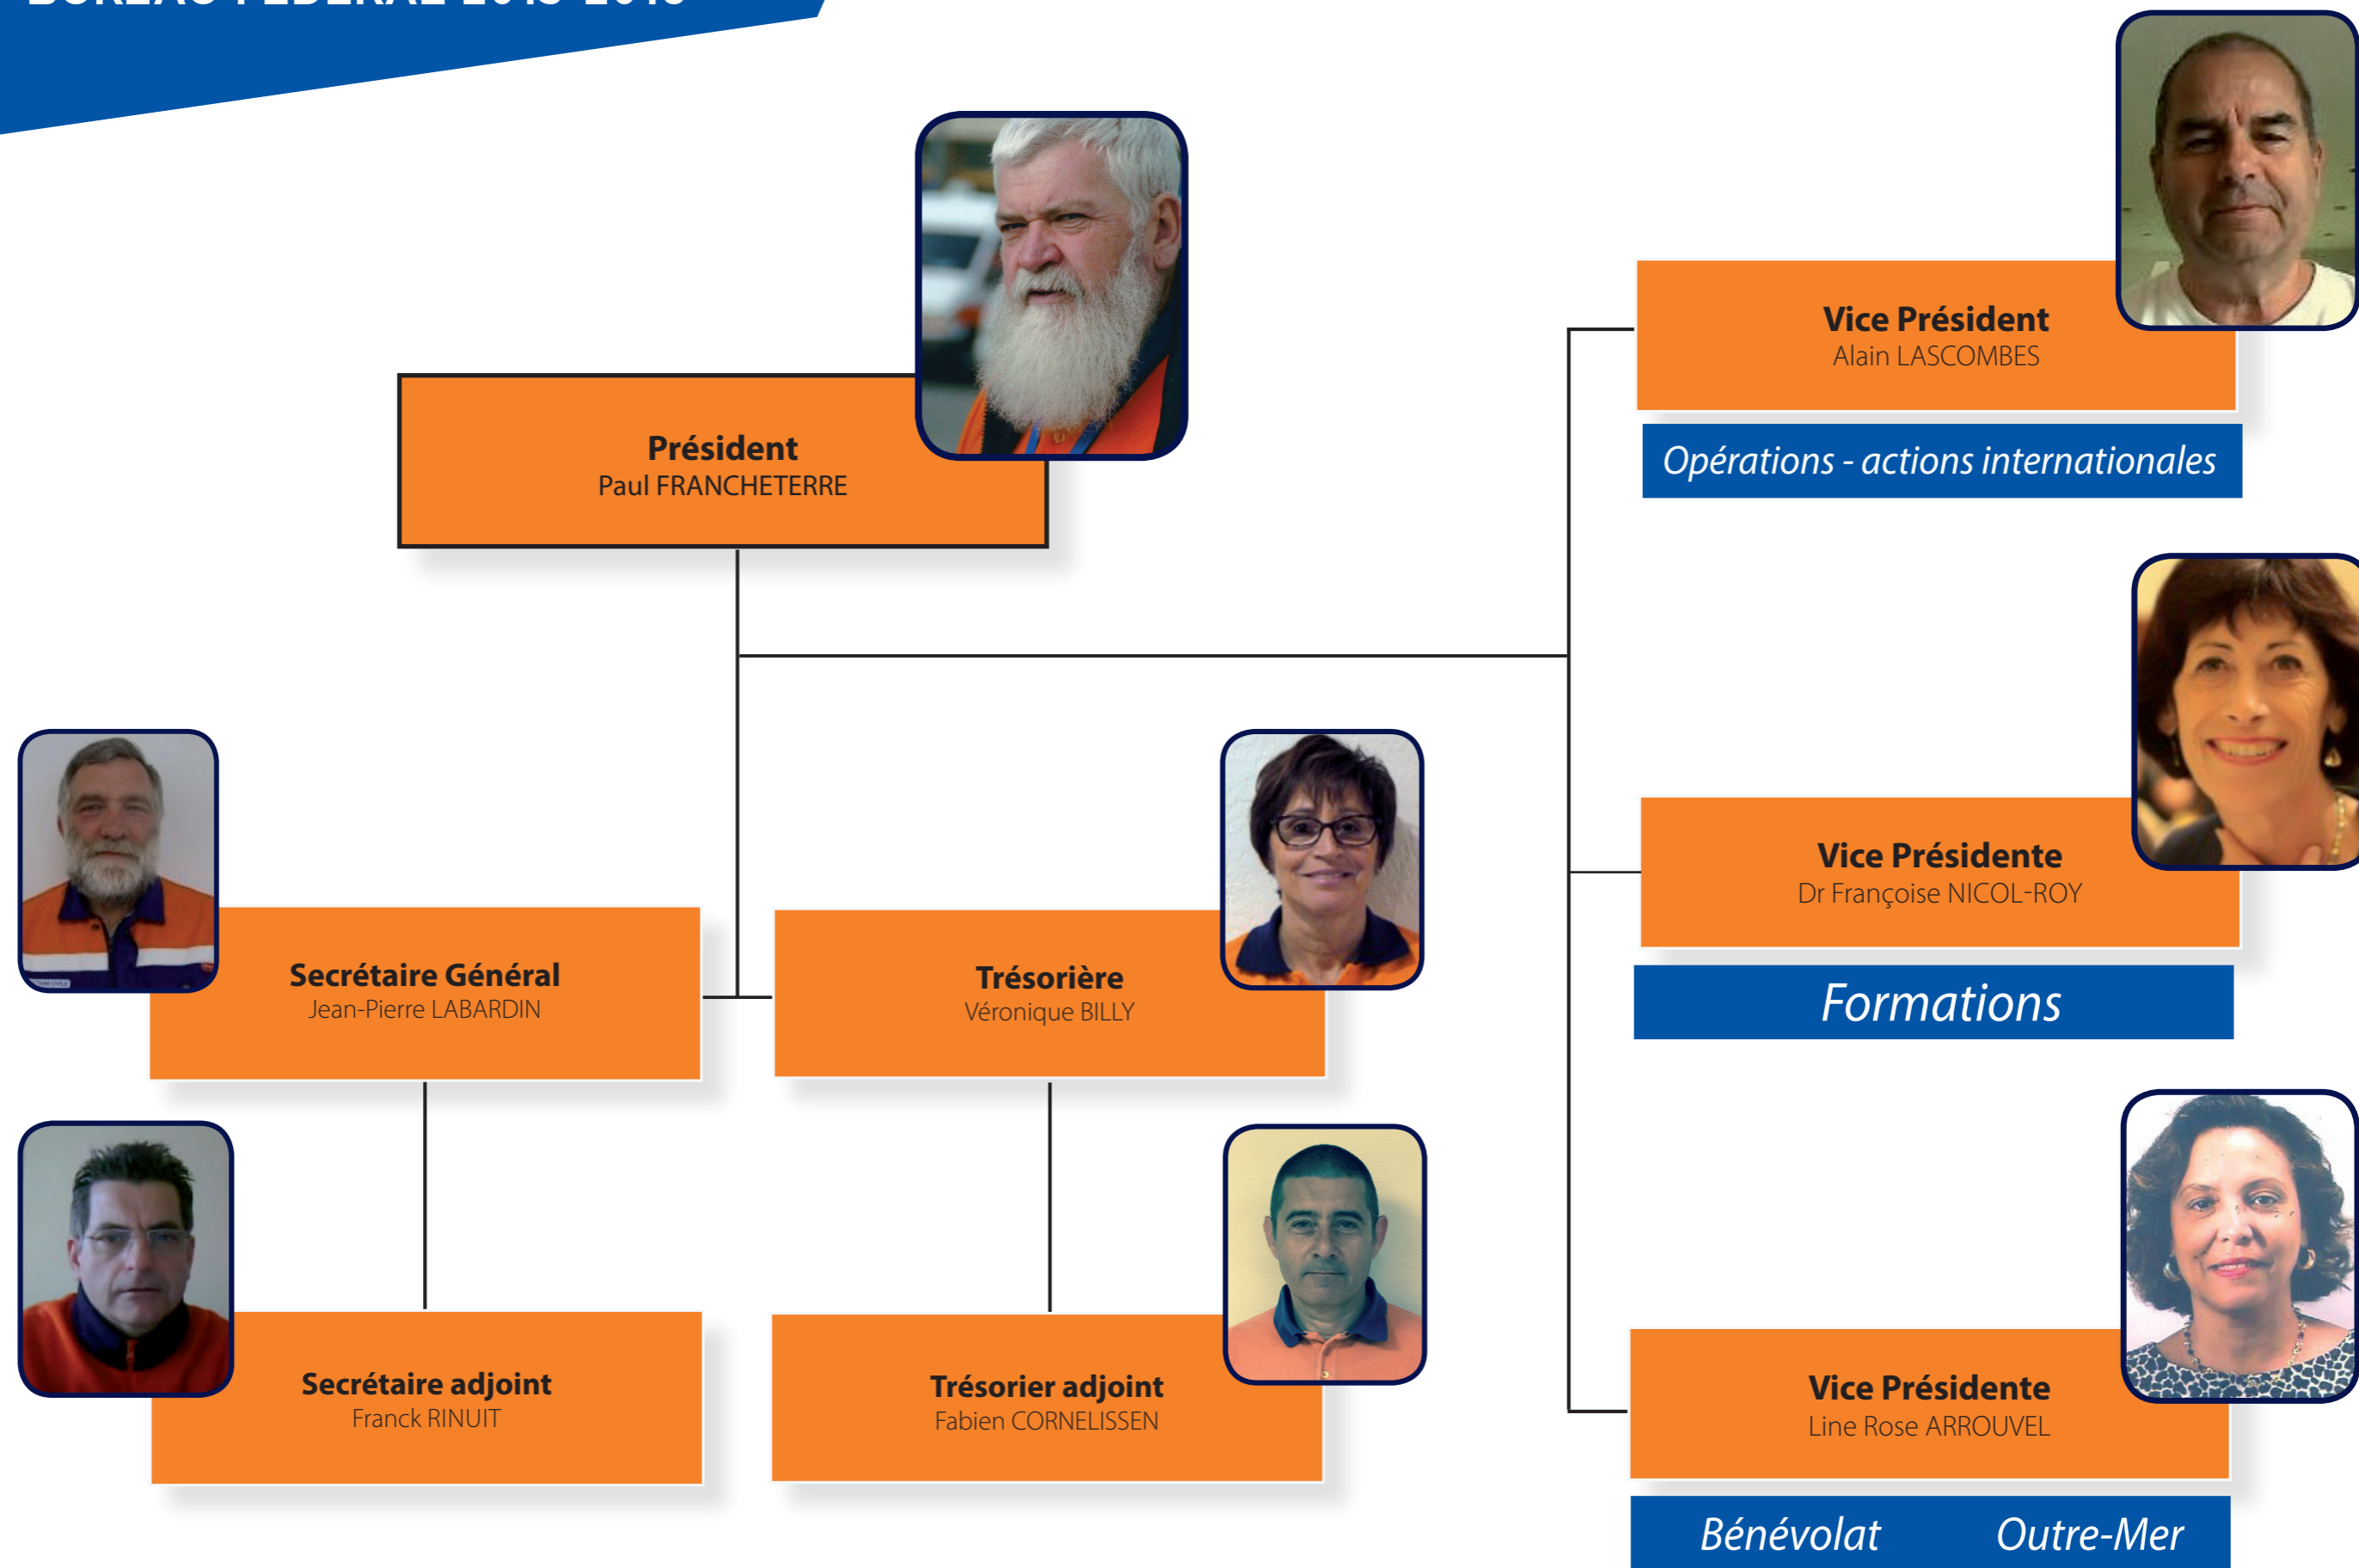 BUREAU FÉDÉRAL
Président
Paul FRANCHETERRE
Vice Président
Alain LASCOMBES
Opérations - actions internationales
Vice Présidente
Dr Françoise NICOL-ROY
Formations
Secrétaire Général
Jean-Pierre LABARDIN
Trésorière
Véronique BILLY
Secrétaire adjoint
Franck RINUIT
Trésorier adjoint
Fabien CORNELISSEN
Vice Présidente
Line Rose ARROUVEL
Bénévolat Outre-Mer